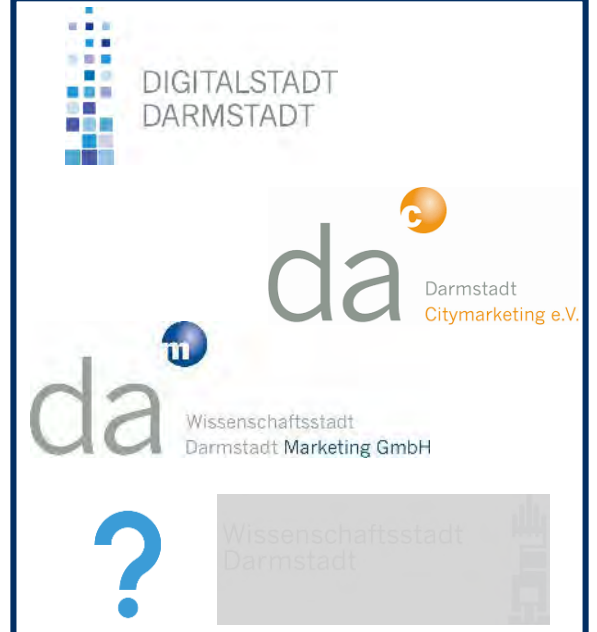 DIGITALSTADT
DARMSTADT
c
da
Darmstadt
Citymarketing e.V.
m
da
Wissenschaftsstadt
Darmstadt Marketing GmbH
?
Wissenschaftsstadt
Darmstadt